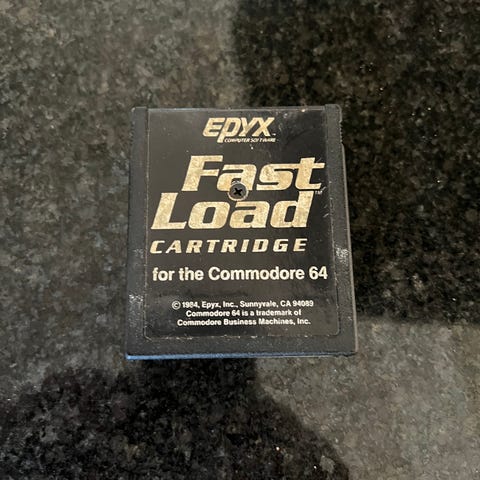 EPYX
COMPUTER SOFTWARE
Fast
Load™
CARTRIDGE
for the Commodore 64
© 1984, Epyx, Inc., Sunnyvale, CA 94089
Commodore 64 is a trademark of
Commodore Business Machines, Inc.